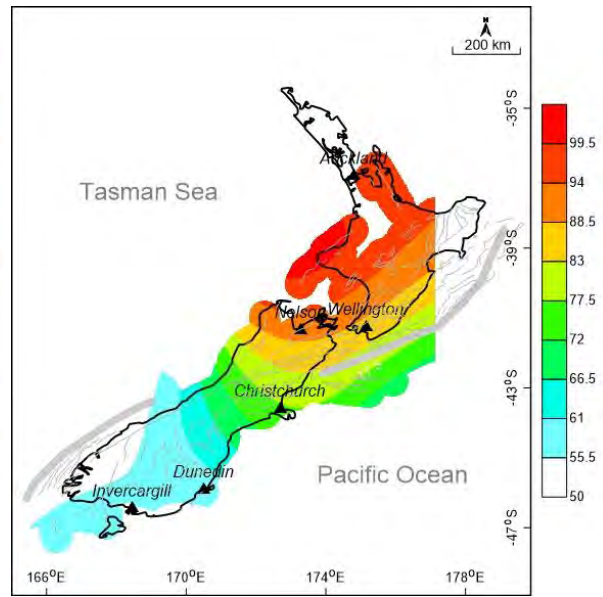 N
200 km
-35°S
Auckland
99.5
Tasman Sea
94
88
-39°S
83
Nelson Wellington
77.5
72
Christchurch
-43°S
66.5
61
Dunedin
Pacific Ocean
Invercargill
55.5
50
-47°S
166°E 170°E 174°E 178°E